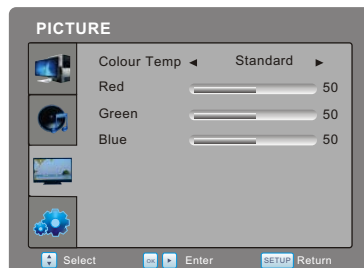 PICTURE
Colour Temp ◄ Standard ►
Red 50
Green 50
Blue 50
Select OK Enter SETUP Return